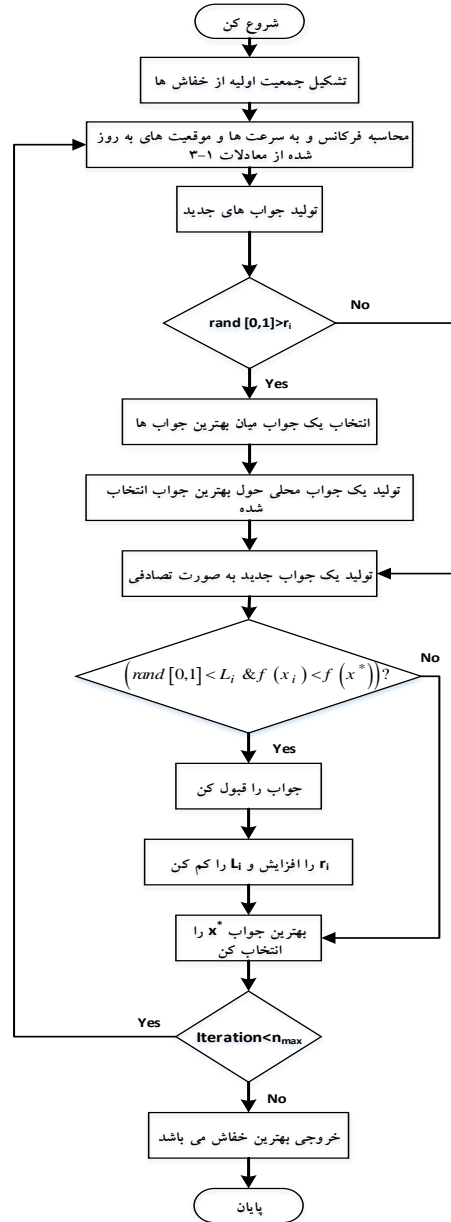 شروع کن
تشکیل جمعیت اولیه از خفاش ها
محاسبه فرکانس و به سرعت ها و موقعیت های به روز
شده از معادلات ۱-۳
تولید جواب های جدید
No
rand [0,1]>rᵢ
Yes
انتخاب یک جواب میان بهترین جواب ها
تولید یک جواب محلی حول بهترین جواب انتخاب
شده
تولید یک جواب جدید به صورت تصادفی
No
(rand [0,1] < Lᵢ & f (xᵢ) < f (x*))?
Yes
جواب را قبول کن
rᵢ را افزایش و Lᵢ را کم کن
بهترین جواب x* را
انتخاب کن
Yes
Iteration<nmax
No
خروجی بهترین خفاش می باشد
پایان